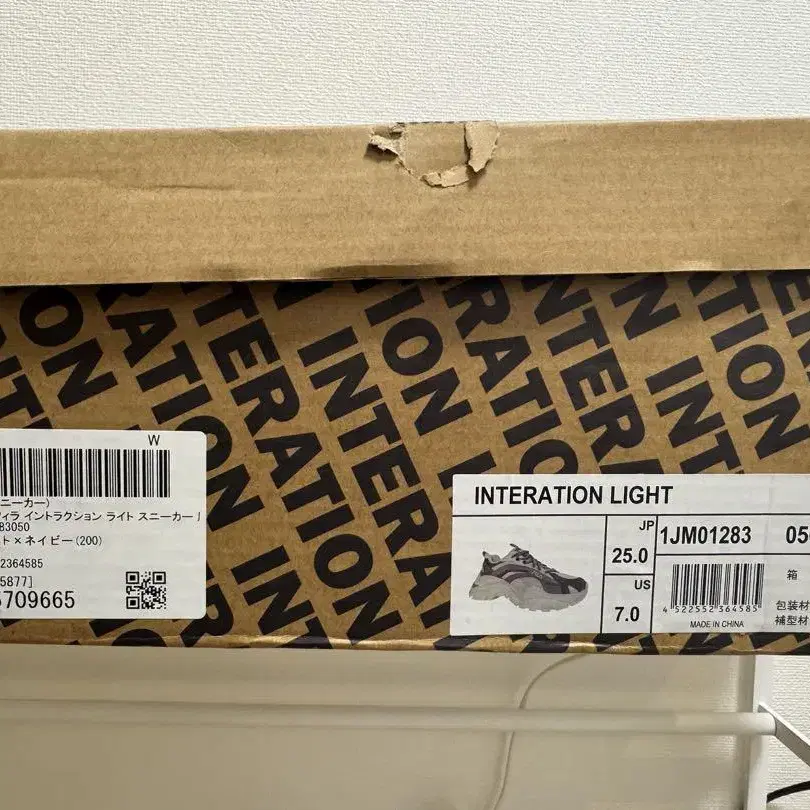 INTERATION INTERATION INTERATION INTERATION
W
ニーカー)
フィラ イントラクション ライト スニーカー
83050
ト×ネイビー(200)
2364585
5877]
5709665
INTERATION LIGHT
JP
25.0
US
7.0
1JM01283 05
4 522552 364585
MADE IN CHINA
箱
包装材
補型材